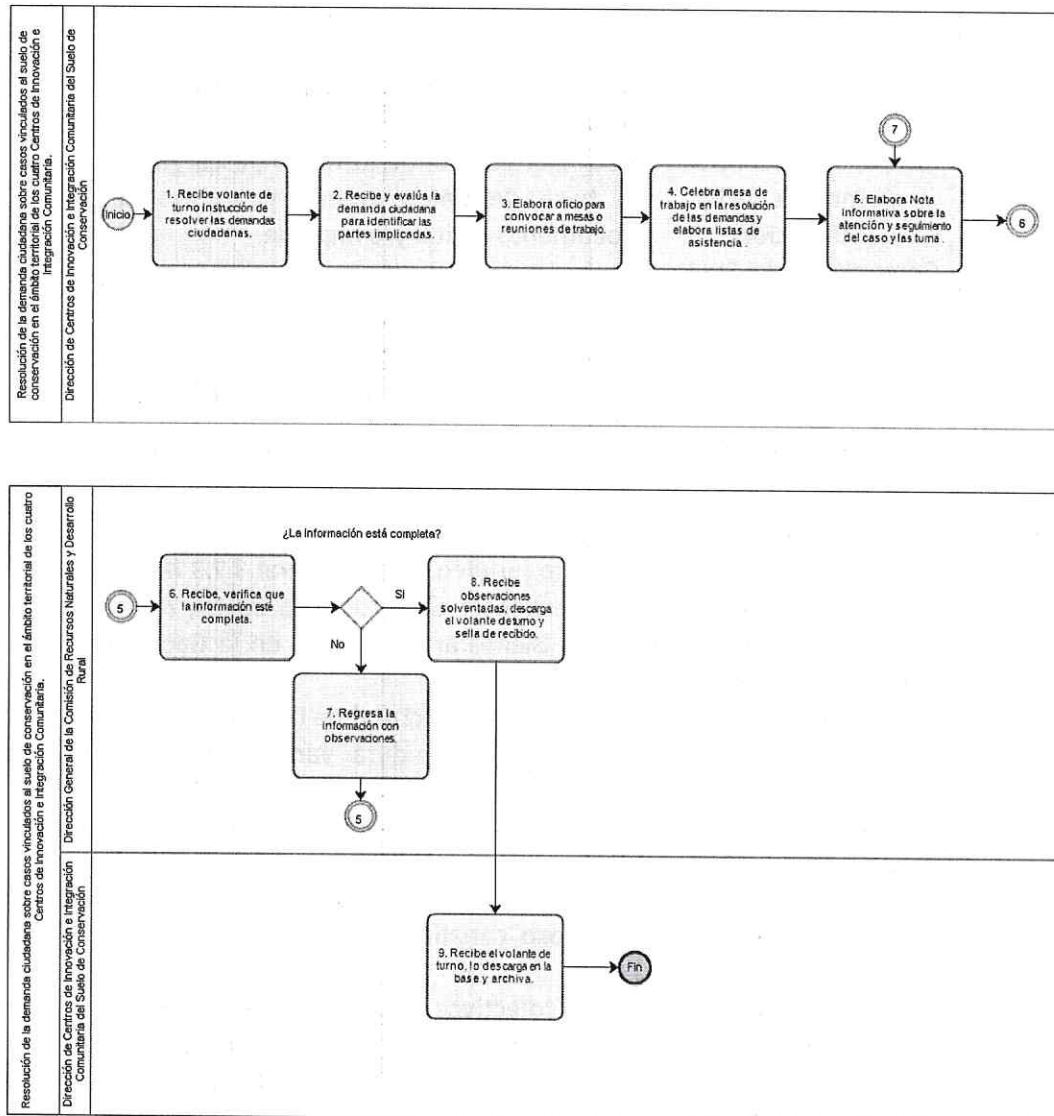 Resolución de la demanda ciudadana sobre casos vinculados al suelo de
conservación en el ámbito territorial de los cuatro Centros de Innovación e
Integración Comunitaria.
Dirección de Centros de Innovación e Integración Comunitaria del Suelo de
Conservación
Inicio
1. Recibe volante de
turno instrucción de
resolver las demandas
ciudadanas.
2. Recibe y evalúa la
demanda ciudadana
para identificar las
partes implicadas.
3. Elabora oficio para
convocar a mesas o
reuniones de trabajo.
4. Celebra mesa de
trabajo en la resolución
de las demandas y
elabora listas de
asistencia .
7
5. Elabora Nota
Informativa sobre la
atención y seguimiento
del caso y las turna .
6
Resolución de la demanda ciudadana sobre casos vinculados al suelo de conservación en el ámbito territorial de los cuatro
Centros de Innovación e Integración Comunitaria.
Dirección General de la Comisión de Recursos Naturales y Desarrollo
Rural
5
6. Recibe, verifica que
la información esté
completa.
¿La Información está completa?
SI
No
8. Recibe
observaciones
solventadas, descarga
el volante de turno y
sella de recibido.
7. Regresa la
información con
observaciones.
5
Dirección de Centros de Innovación e Integración
Comunitaria del Suelo de Conservación
9. Recibe el volante de
turno, lo descarga en la
base y archiva.
Fin